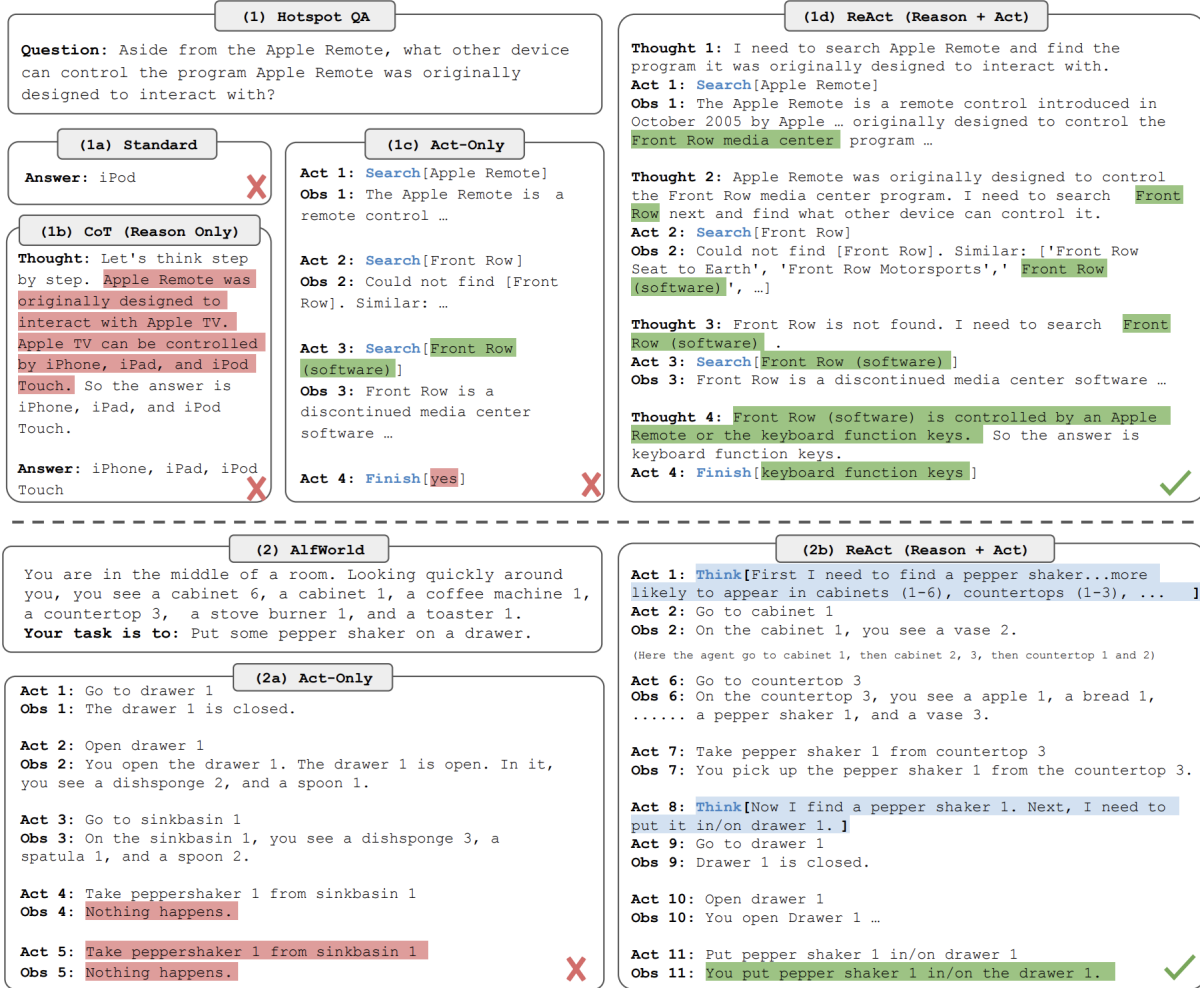 (1) Hotspot QA
Question: Aside from the Apple Remote, what other device
can control the program Apple Remote was originally
designed to interact with?
(1a) Standard
Answer: iPod
(1b) CoT (Reason Only)
Thought: Let's think step
by step. Apple Remote was
originally designed to
interact with Apple TV.
Apple TV can be controlled
by iPhone, iPad, and iPod
Touch. So the answer is
iPhone, iPad, and iPod
Touch.
Answer: iPhone, iPad, iPod
Touch
(1c) Act-Only
Act 1: Search[Apple Remote]
Obs 1: The Apple Remote is a
remote control …
Act 2: Search[Front Row]
Obs 2: Could not find [Front
Row]. Similar: …
Act 3: Search[Front Row
(software)]
Obs 3: Front Row is a
discontinued media center
software …
Act 4: Finish[yes]
(1d) ReAct (Reason + Act)
Thought 1: I need to search Apple Remote and find the
program it was originally designed to interact with.
Act 1: Search[Apple Remote]
Obs 1: The Apple Remote is a remote control introduced in
October 2005 by Apple … originally designed to control the
Front Row media center program …
Thought 2: Apple Remote was originally designed to control
the Front Row media center program. I need to search Front
Row next and find what other device can control it.
Act 2: Search[Front Row]
Obs 2: Could not find [Front Row]. Similar: ['Front Row
Seat to Earth', 'Front Row Motorsports',' Front Row
(software)', …]
Thought 3: Front Row is not found. I need to search Front
Row (software) .
Act 3: Search[Front Row (software) ]
Obs 3: Front Row is a discontinued media center software …
Thought 4: Front Row (software) is controlled by an Apple
Remote or the keyboard function keys. So the answer is
keyboard function keys.
Act 4: Finish[keyboard function keys ]
(2) AlfWorld
You are in the middle of a room. Looking quickly around
you, you see a cabinet 6, a cabinet 1, a coffee machine 1,
a countertop 3, a stove burner 1, and a toaster 1.
Your task is to: Put some pepper shaker on a drawer.
(2a) Act-Only
Act 1: Go to drawer 1
Obs 1: The drawer 1 is closed.
Act 2: Open drawer 1
Obs 2: You open the drawer 1. The drawer 1 is open. In it,
you see a dishsponge 2, and a spoon 1.
Act 3: Go to sinkbasin 1
Obs 3: On the sinkbasin 1, you see a dishsponge 3, a
spatula 1, and a spoon 2.
Act 4: Take peppershaker 1 from sinkbasin 1
Obs 4: Nothing happens.
Act 5: Take peppershaker 1 from sinkbasin 1
Obs 5: Nothing happens.
(2b) ReAct (Reason + Act)
Act 1: Think[First I need to find a pepper shaker...more
likely to appear in cabinets (1-6), countertops (1-3), ... ]
Act 2: Go to cabinet 1
Obs 2: On the cabinet 1, you see a vase 2.
(Here the agent go to cabinet 1, then cabinet 2, 3, then countertop 1 and 2)
Act 6: Go to countertop 3
Obs 6: On the countertop 3, you see a apple 1, a bread 1,
...... a pepper shaker 1, and a vase 3.
Act 7: Take pepper shaker 1 from countertop 3
Obs 7: You pick up the pepper shaker 1 from the countertop 3.
Act 8: Think[Now I find a pepper shaker 1. Next, I need to
put it in/on drawer 1. ]
Act 9: Go to drawer 1
Obs 9: Drawer 1 is closed.
Act 10: Open drawer 1
Obs 10: You open Drawer 1 …
Act 11: Put pepper shaker 1 in/on drawer 1
Obs 11: You put pepper shaker 1 in/on the drawer 1.